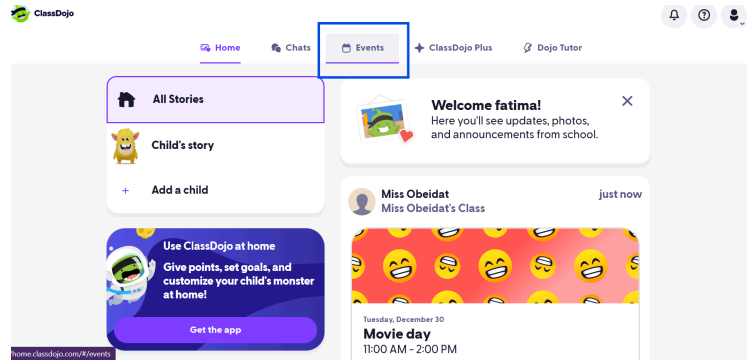 ClassDojo
Home
Chats
Events
ClassDojo Plus
Dojo Tutor
All Stories
Child's story
+ Add a child
Use ClassDojo at home
Give points, set goals, and
customize your child's monster
at home!
Get the app
Welcome fatima!
Here you'll see updates, photos,
and announcements from school.
Miss Obeidat
just now
Miss Obeidat's Class
Tuesday, December 30
Movie day
11:00 AM - 2:00 PM
home.classdojo.com/#/events